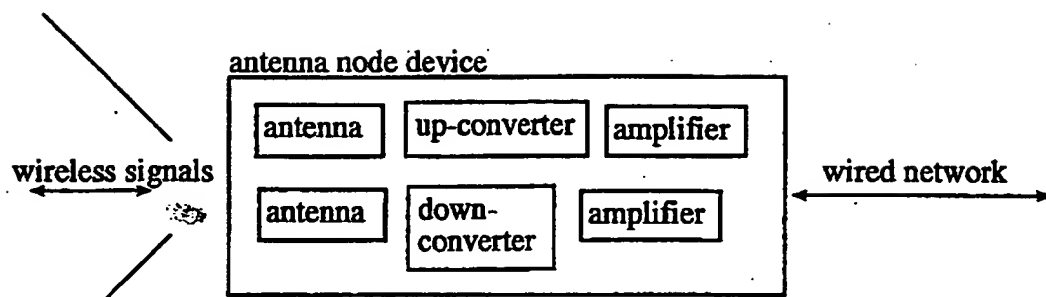 antenna node device
antenna
up-converter
amplifier
wireless signals
wired network
antenna
down-
converter
amplifier